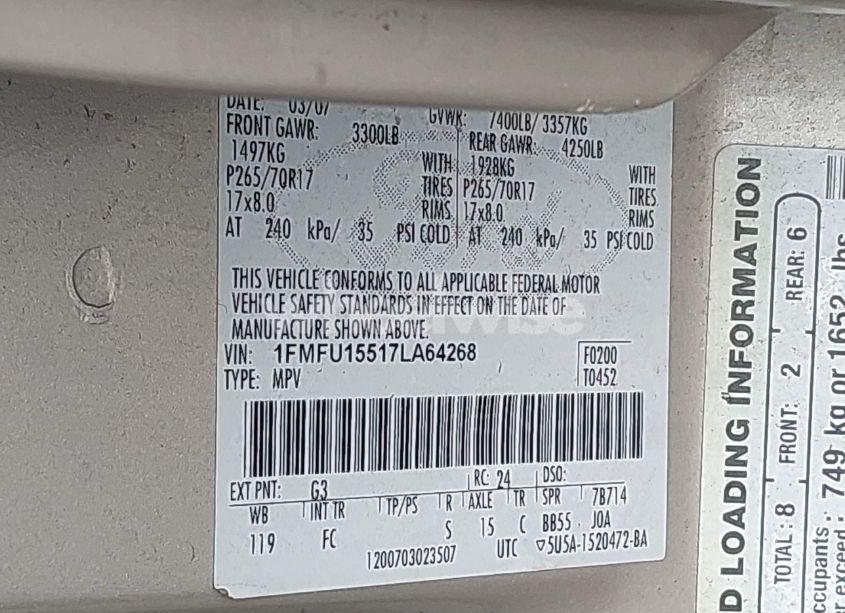 DATE: 03/07 GVWR: 7400LB/ 3357KG
FRONT GAWR: 3300LB REAR GAWR: 4250LB
1497KG WITH 1928KG WITH
P265/70R17 TIRES P265/70R17 TIRES
17x8.0 RIMS 17x8.0 RIMS
AT 240 kPa/ 35 PSI COLD AT 240 kPa/ 35 PSI COLD
THIS VEHICLE CONFORMS TO ALL APPLICABLE FEDERAL MOTOR
VEHICLE SAFETY STANDARDS IN EFFECT ON THE DATE OF
MANUFACTURE SHOWN ABOVE.
VIN: 1FMFU15517LA64268 F0200
TYPE: MPV T0452
EXT PNT: G3 RC: 24 DSO:
WB INT TR TP/PS R AXLE TR SPR 7B714
119 FC S 15 C BB55 JOA
1200703023507 UTC 5U5A-1520472-BA
D LOADING INFORMATION
TOTAL: 8 FRONT: 2 REAR: 6
749 kg or 1652 lbs